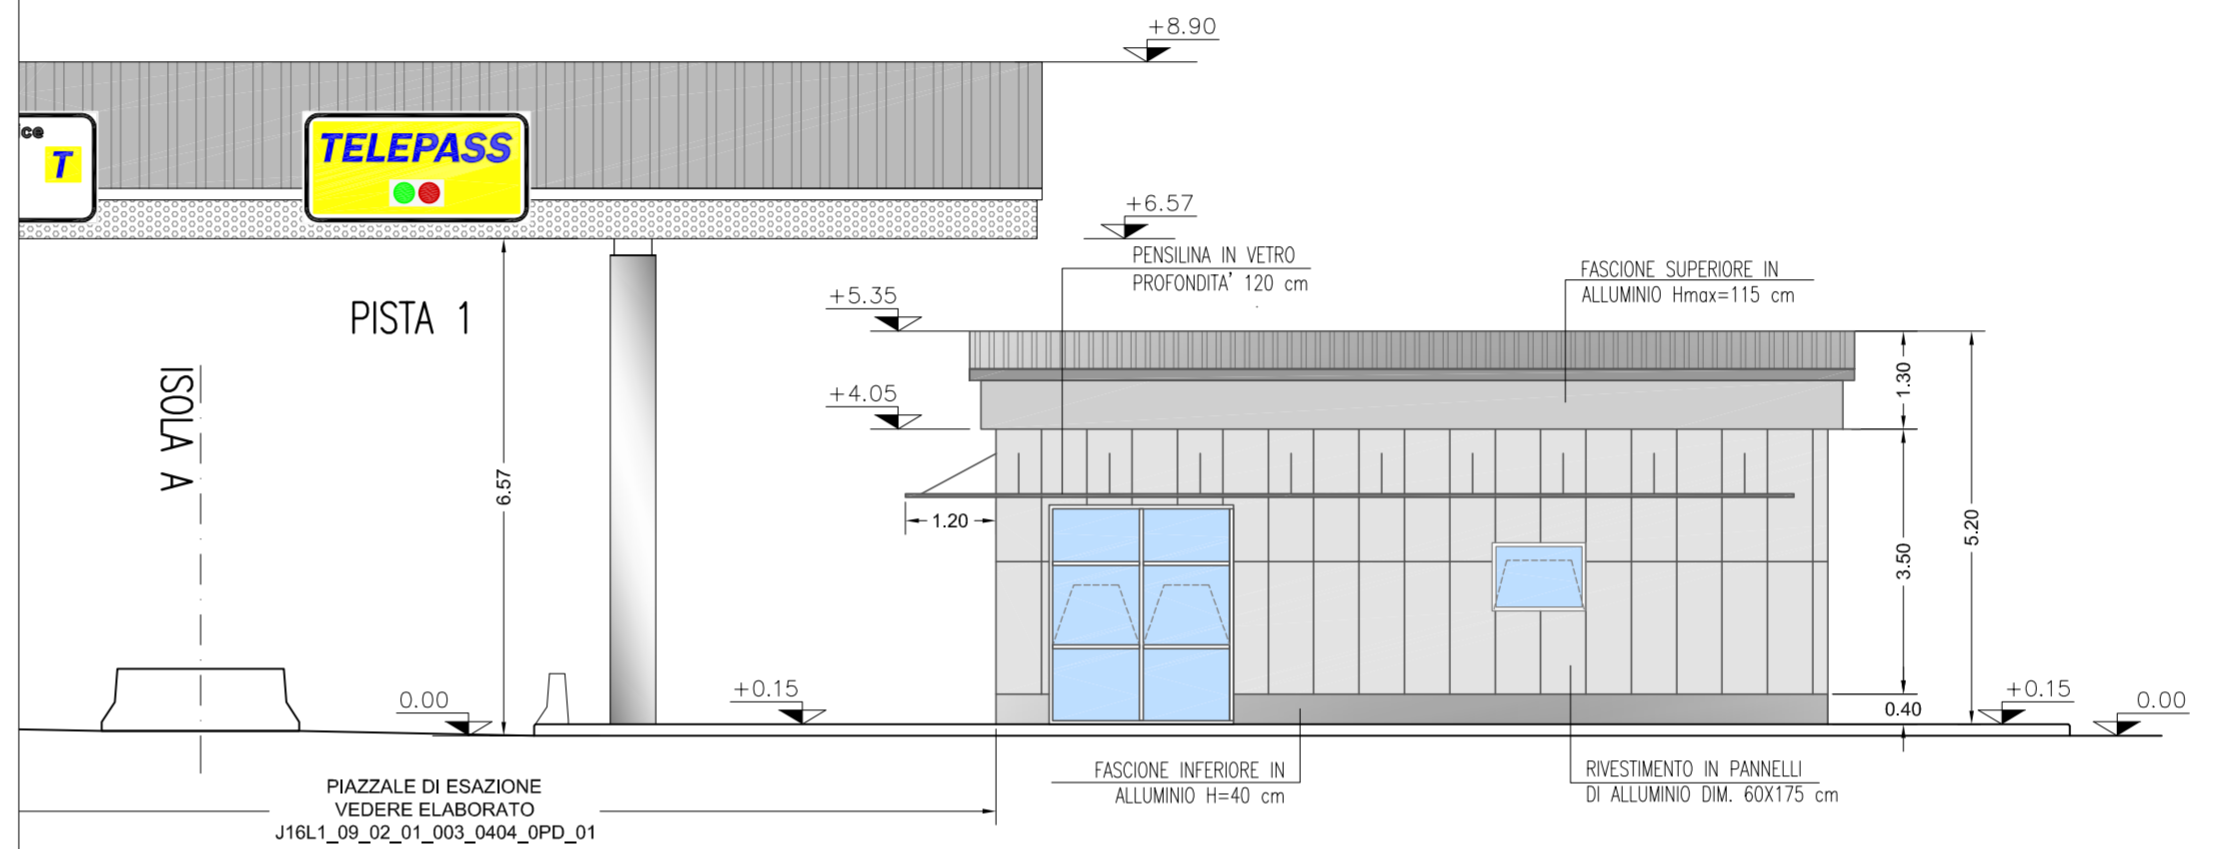 +8.90
ce
T
TELEPASS
+6.57
PENSILINA IN VETRO
PROFONDITA' 120 cm
FASCIONE SUPERIORE IN
ALLUMINIO Hmax=115 cm
+5.35
PISTA 1
ISOLA A
+4.05
1.30
6.57
1.20
3.50
5.20
0.00
+0.15
0.40
+0.15
0.00
FASCIONE INFERIORE IN
ALLUMINIO H=40 cm
RIVESTIMENTO IN PANNELLI
DI ALLUMINIO DIM. 60X175 cm
PIAZZALE DI ESAZIONE
VEDERE ELABORATO
J16L1_09_02_01_003_0404_0PD_01